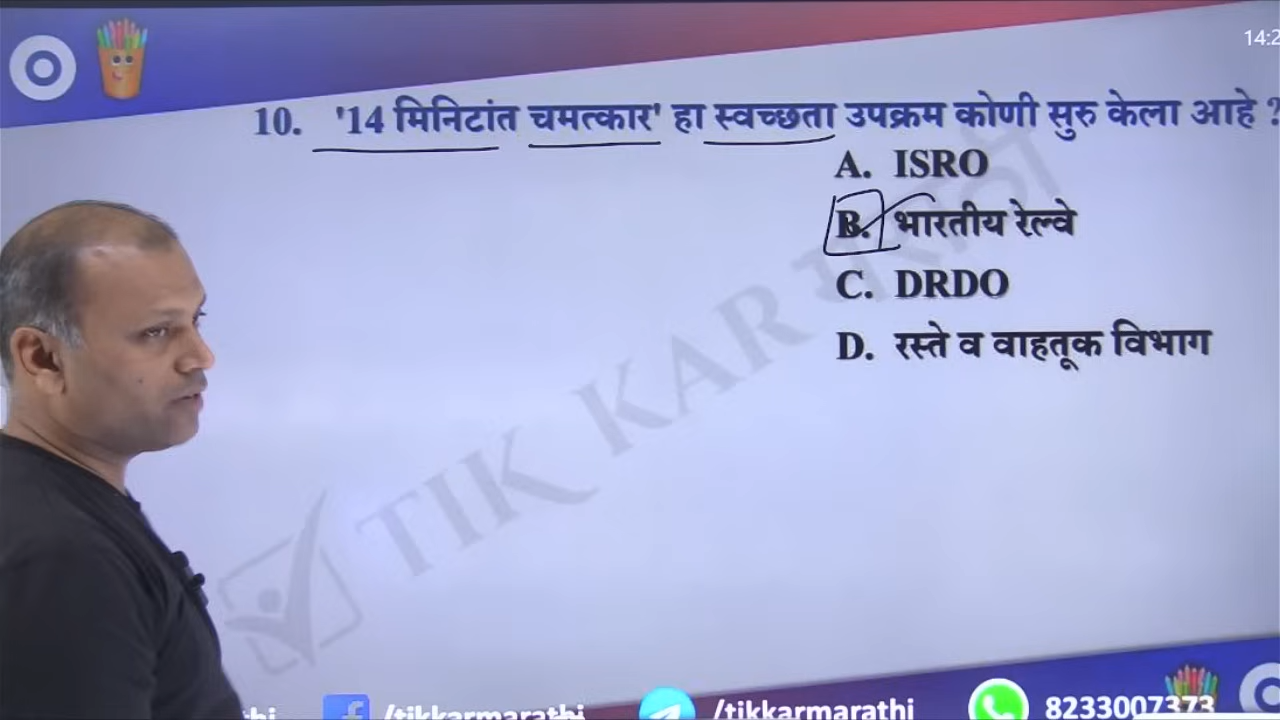 14:2
10. '14 मिनिटांत चमत्कार' हा स्वच्छता उपक्रम कोणी सुरु केला आहे ?
A. ISRO
B. भारतीय रेल्वे
C. DRDO
D. रस्ते व वाहतूक विभाग
TIK KAR मराठी
/tikkarmarathi
/tikkarmarathi
8233007373